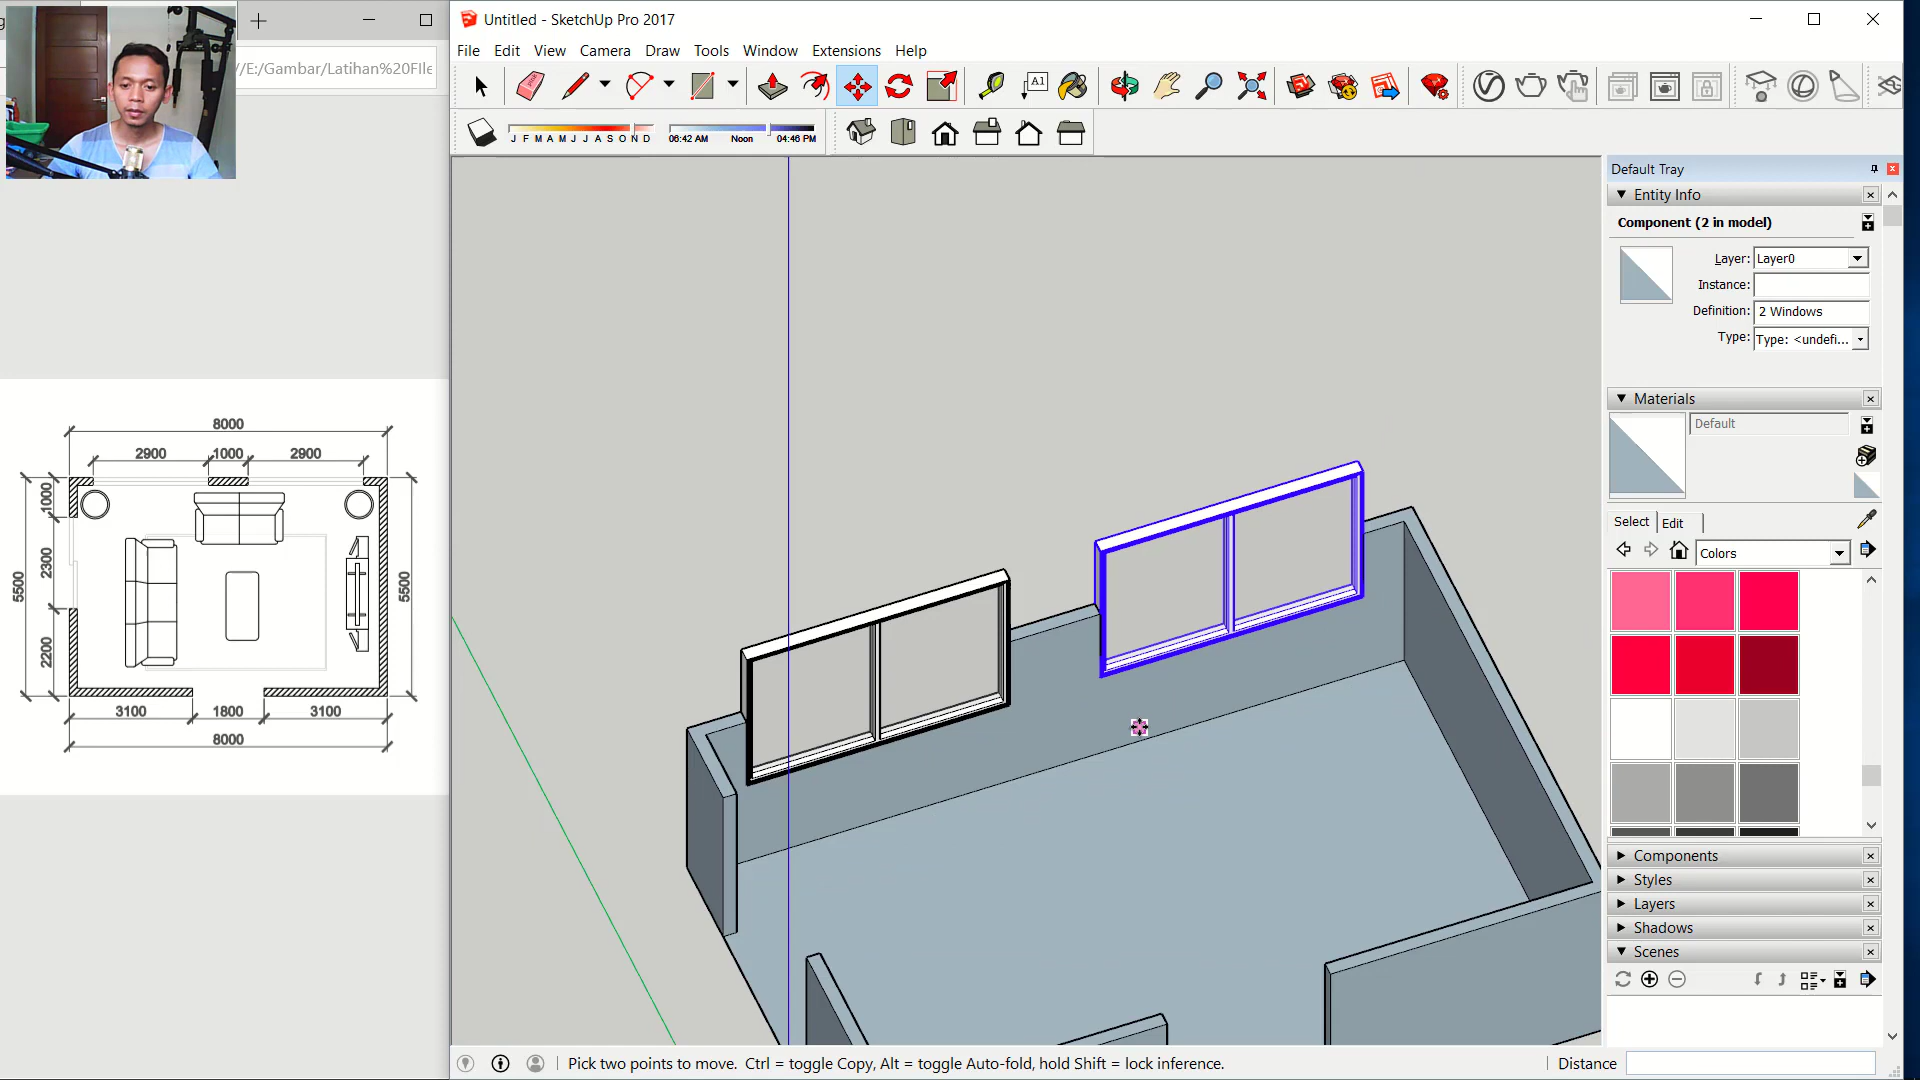 Untitled - SketchUp Pro 2017
File Edit View Camera Draw Tools Window Extensions Help
//E:/Gambar/Latihan%20FIle
A1
J F M A M J J A S O N D
06:42 AM Noon 04:46 PM
Default Tray
Entity Info
Component (2 in model)
Layer: Layer0
Instance:
Definition: 2 Windows
Type: Type: <undefi...
Materials
Default
Select Edit
Colors
Components
Styles
Layers
Shadows
Scenes
8000
2900 1000 2900
1000
2300
5500
5500
2200
3100 1800 3100
8000
Pick two points to move. Ctrl = toggle Copy, Alt = toggle Auto-fold, hold Shift = lock inference.
Distance